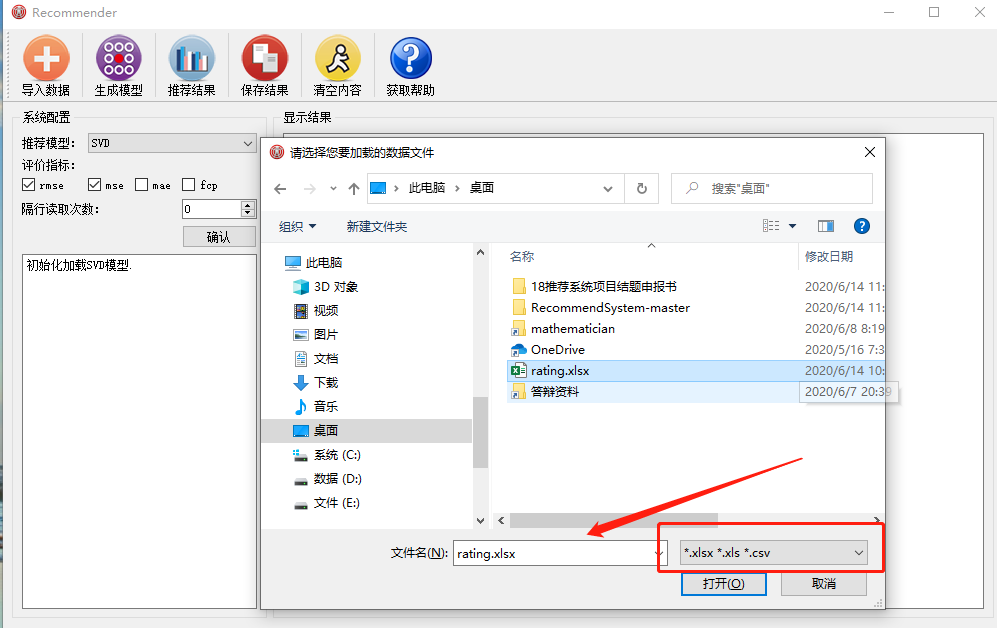 Recommender
导入数据 生成模型 推荐结果 保存结果 清空内容 获取帮助
系统配置
显示结果
推荐模型: SVD
评价指标:
rmse mse mae fcp
隔行读取次数: 0
确认
初始化加载SVD模型.
请选择您要加载的数据文件
此电脑 › 桌面
搜索"桌面"
组织 新建文件夹
名称 修改日期
此电脑
3D 对象
视频
图片
文档
下载
音乐
桌面
系统 (C:)
数据 (D:)
文件 (E:)
18推荐系统项目结题申报书 2020/6/14 11:
RecommendSystem-master 2020/6/14 11:
mathematician 2020/6/8 8:19
OneDrive 2020/5/16 7:3
rating.xlsx 2020/6/14 10:
答辩资料 2020/6/7 20:39
文件名(N): rating.xlsx
*.xlsx *.xls *.csv
打开(O) 取消